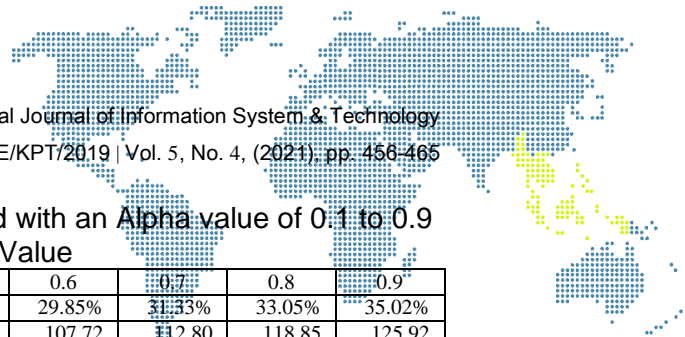 al Journal of Information System & Technology
E/KPT/2019 | Vol. 5, No. 4, (2021), pp. 456-465
d with an Alpha value of 0.1 to 0.9
Value
0.6 0.7 0.8 0.9
29.85% 31.33% 33.05% 35.02%
107.72 112.80 118.85 125.92